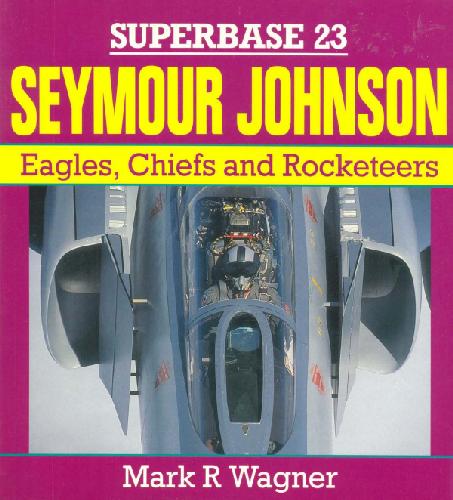 SUPERBASE 23
SEYMOUR JOHNSON
Eagles, Chiefs and Rocketeers
Mark R Wagner